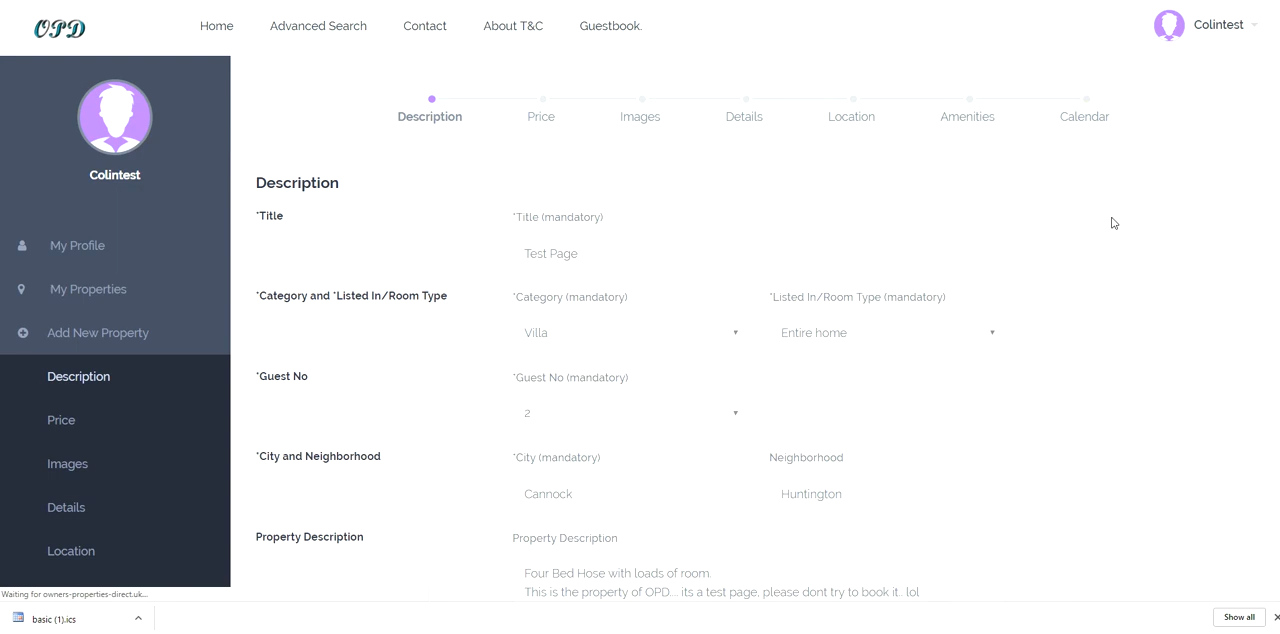 OPD
Home Advanced Search Contact About T&C Guestbook.
Colintest
Colintest
My Profile
My Properties
Add New Property
Description
Price
Images
Details
Location
Description Price Images Details Location Amenities Calendar
Description
*Title
*Title (mandatory)
Test Page
*Category and *Listed In/Room Type
*Category (mandatory) *Listed In/Room Type (mandatory)
Villa Entire home
*Guest No
*Guest No (mandatory)
2
*City and Neighborhood
*City (mandatory) Neighborhood
Cannock Huntington
Property Description
Property Description
Four Bed Hose with loads of room.
This is the property of OPD.... its a test page, please dont try to book it.. lol
Waiting for owners-properties-direct.uk...
basic (1).ics
Show all